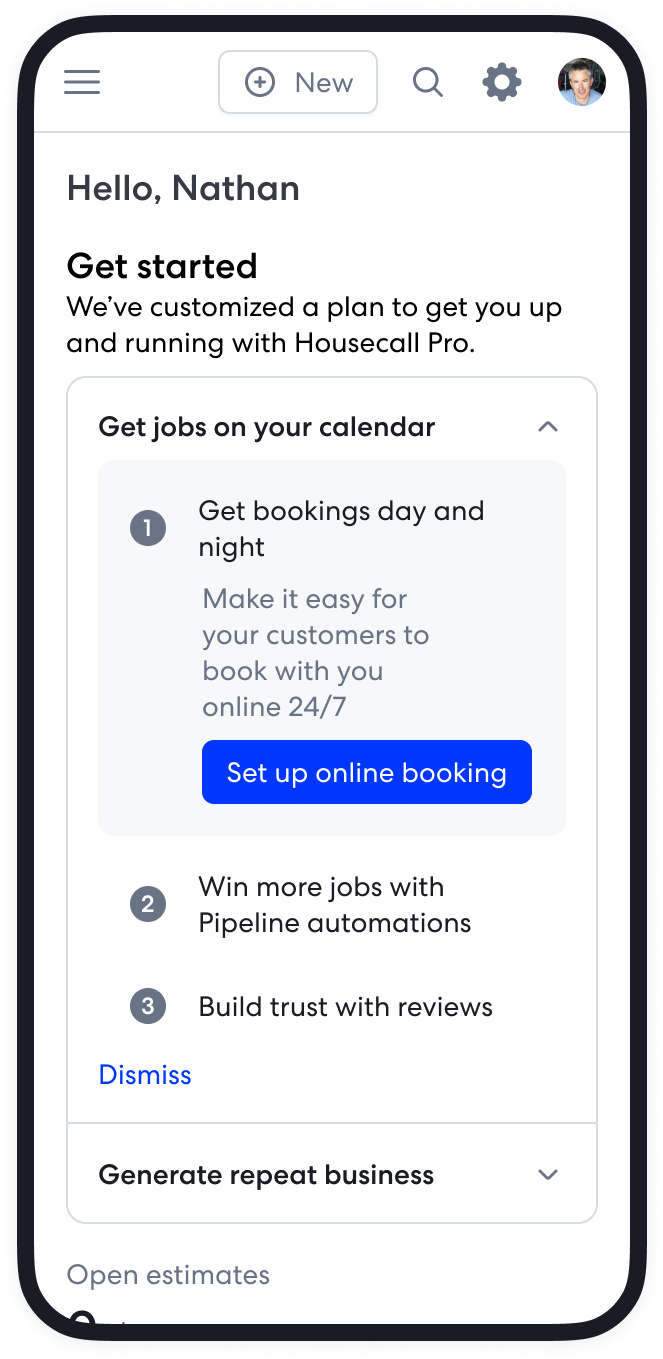 New
Hello, Nathan
Get started
We’ve customized a plan to get you up
and running with Housecall Pro.
Get jobs on your calendar
1
Get bookings day and
night
Make it easy for
your customers to
book with you
online 24/7
Set up online booking
2
Win more jobs with
Pipeline automations
3
Build trust with reviews
Dismiss
Generate repeat business
Open estimates